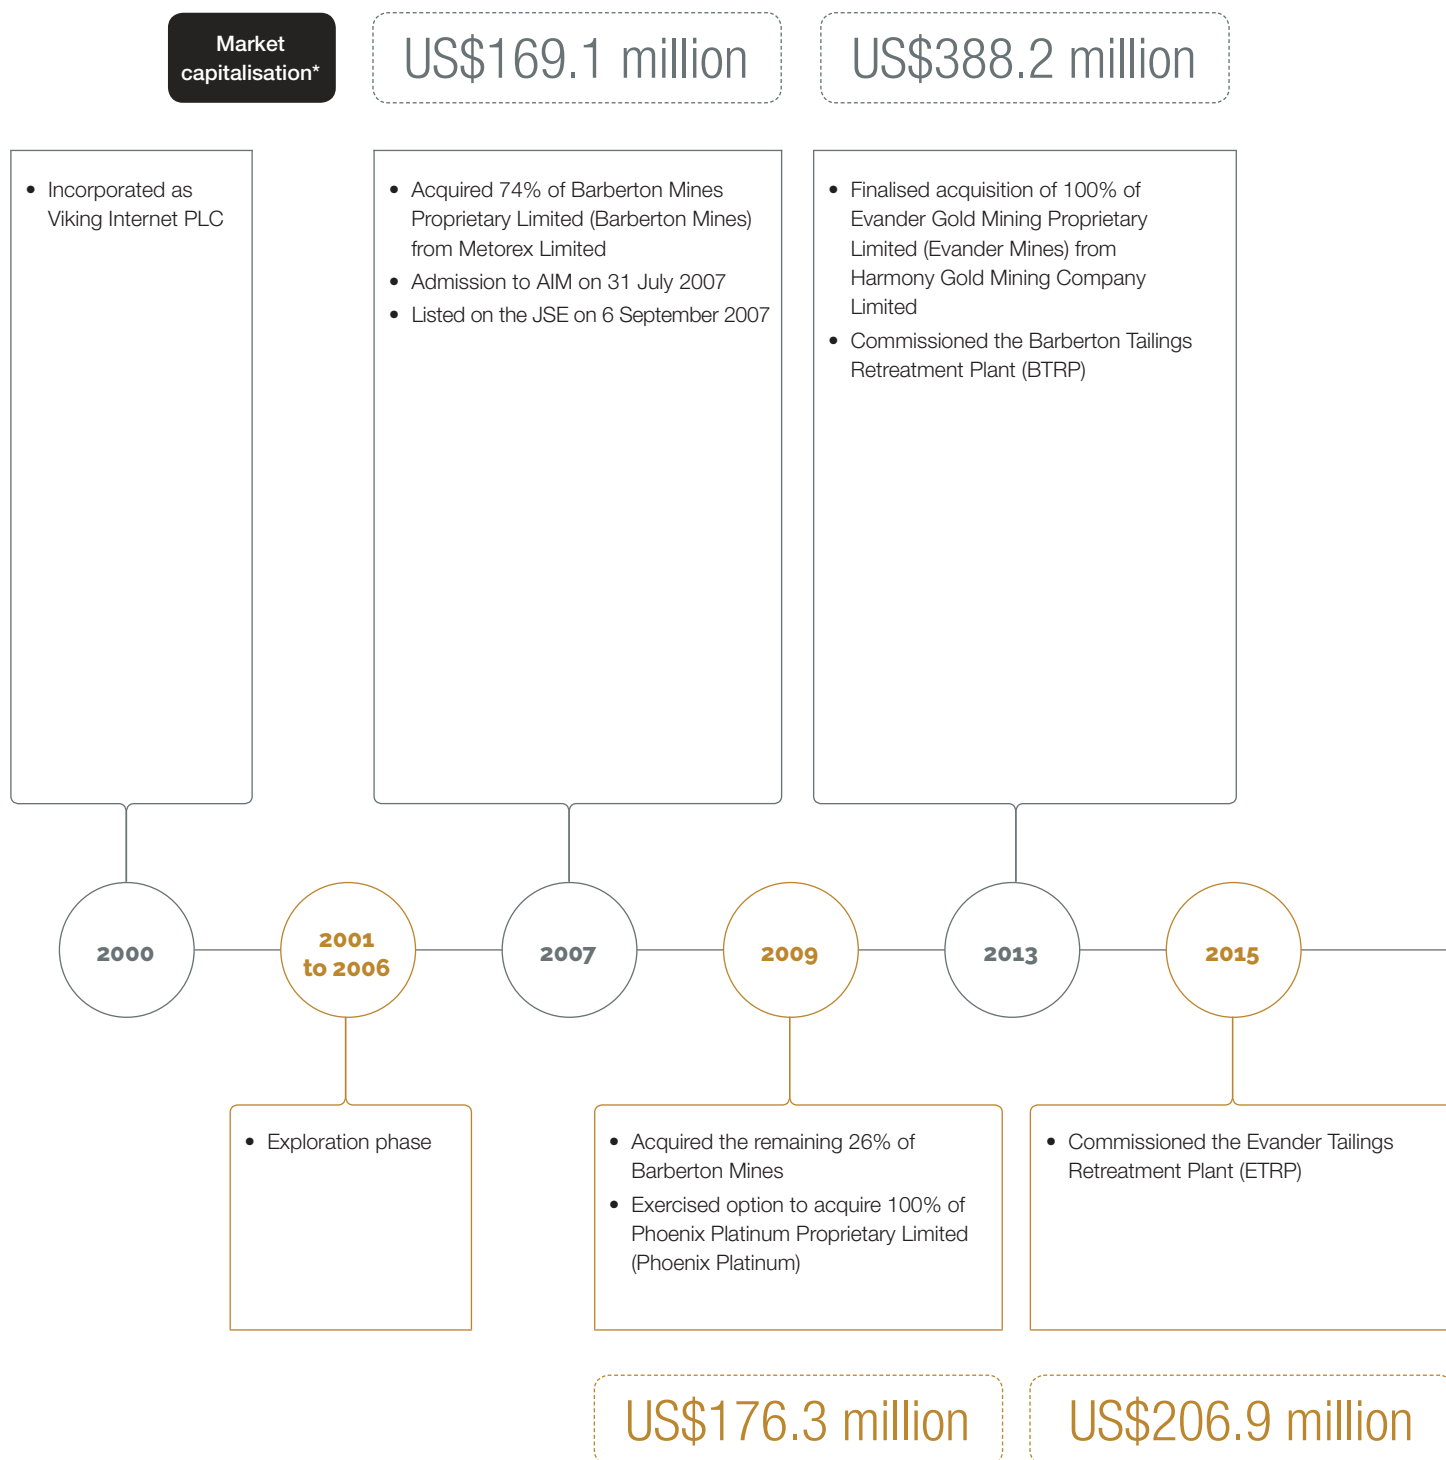 Market
capitalisation*
US$169.1 million
US$388.2 million
• Incorporated as
Viking Internet PLC
• Acquired 74% of Barberton Mines
Proprietary Limited (Barberton Mines)
from Metorex Limited
• Admission to AIM on 31 July 2007
• Listed on the JSE on 6 September 2007
• Finalised acquisition of 100% of
Evander Gold Mining Proprietary
Limited (Evander Mines) from
Harmony Gold Mining Company
Limited
• Commissioned the Barberton Tailings
Retreatment Plant (BTRP)
2000
2001
to 2006
2007
2009
2013
2015
• Exploration phase
• Acquired the remaining 26% of
Barberton Mines
• Exercised option to acquire 100% of
Phoenix Platinum Proprietary Limited
(Phoenix Platinum)
• Commissioned the Evander Tailings
Retreatment Plant (ETRP)
US$176.3 million
US$206.9 million